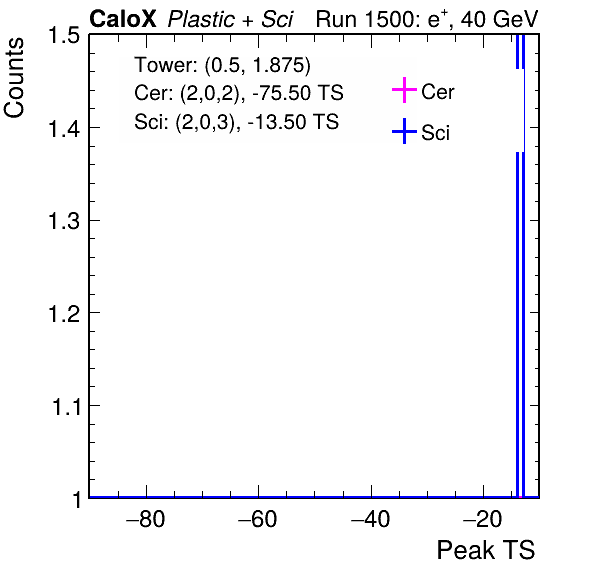 CaloX Plastic + Sci Run 1500: e+, 40 GeV
Counts
Tower: (0.5, 1.875)
Cer: (2,0,2), -75.50 TS
Sci: (2,0,3), -13.50 TS
Cer
Sci
1.5
1.4
1.3
1.2
1.1
1
−80 −60 −40 −20
Peak TS